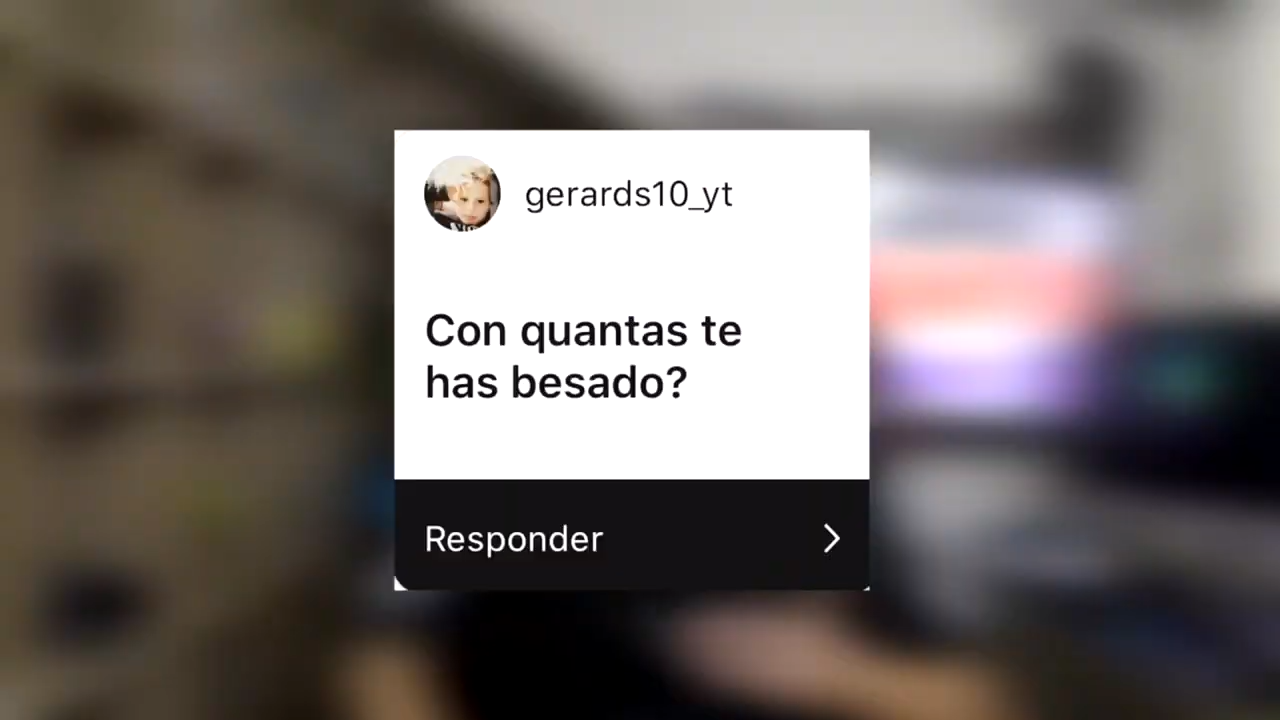 gerards10_yt
Con quantas te
has besado?
Responder